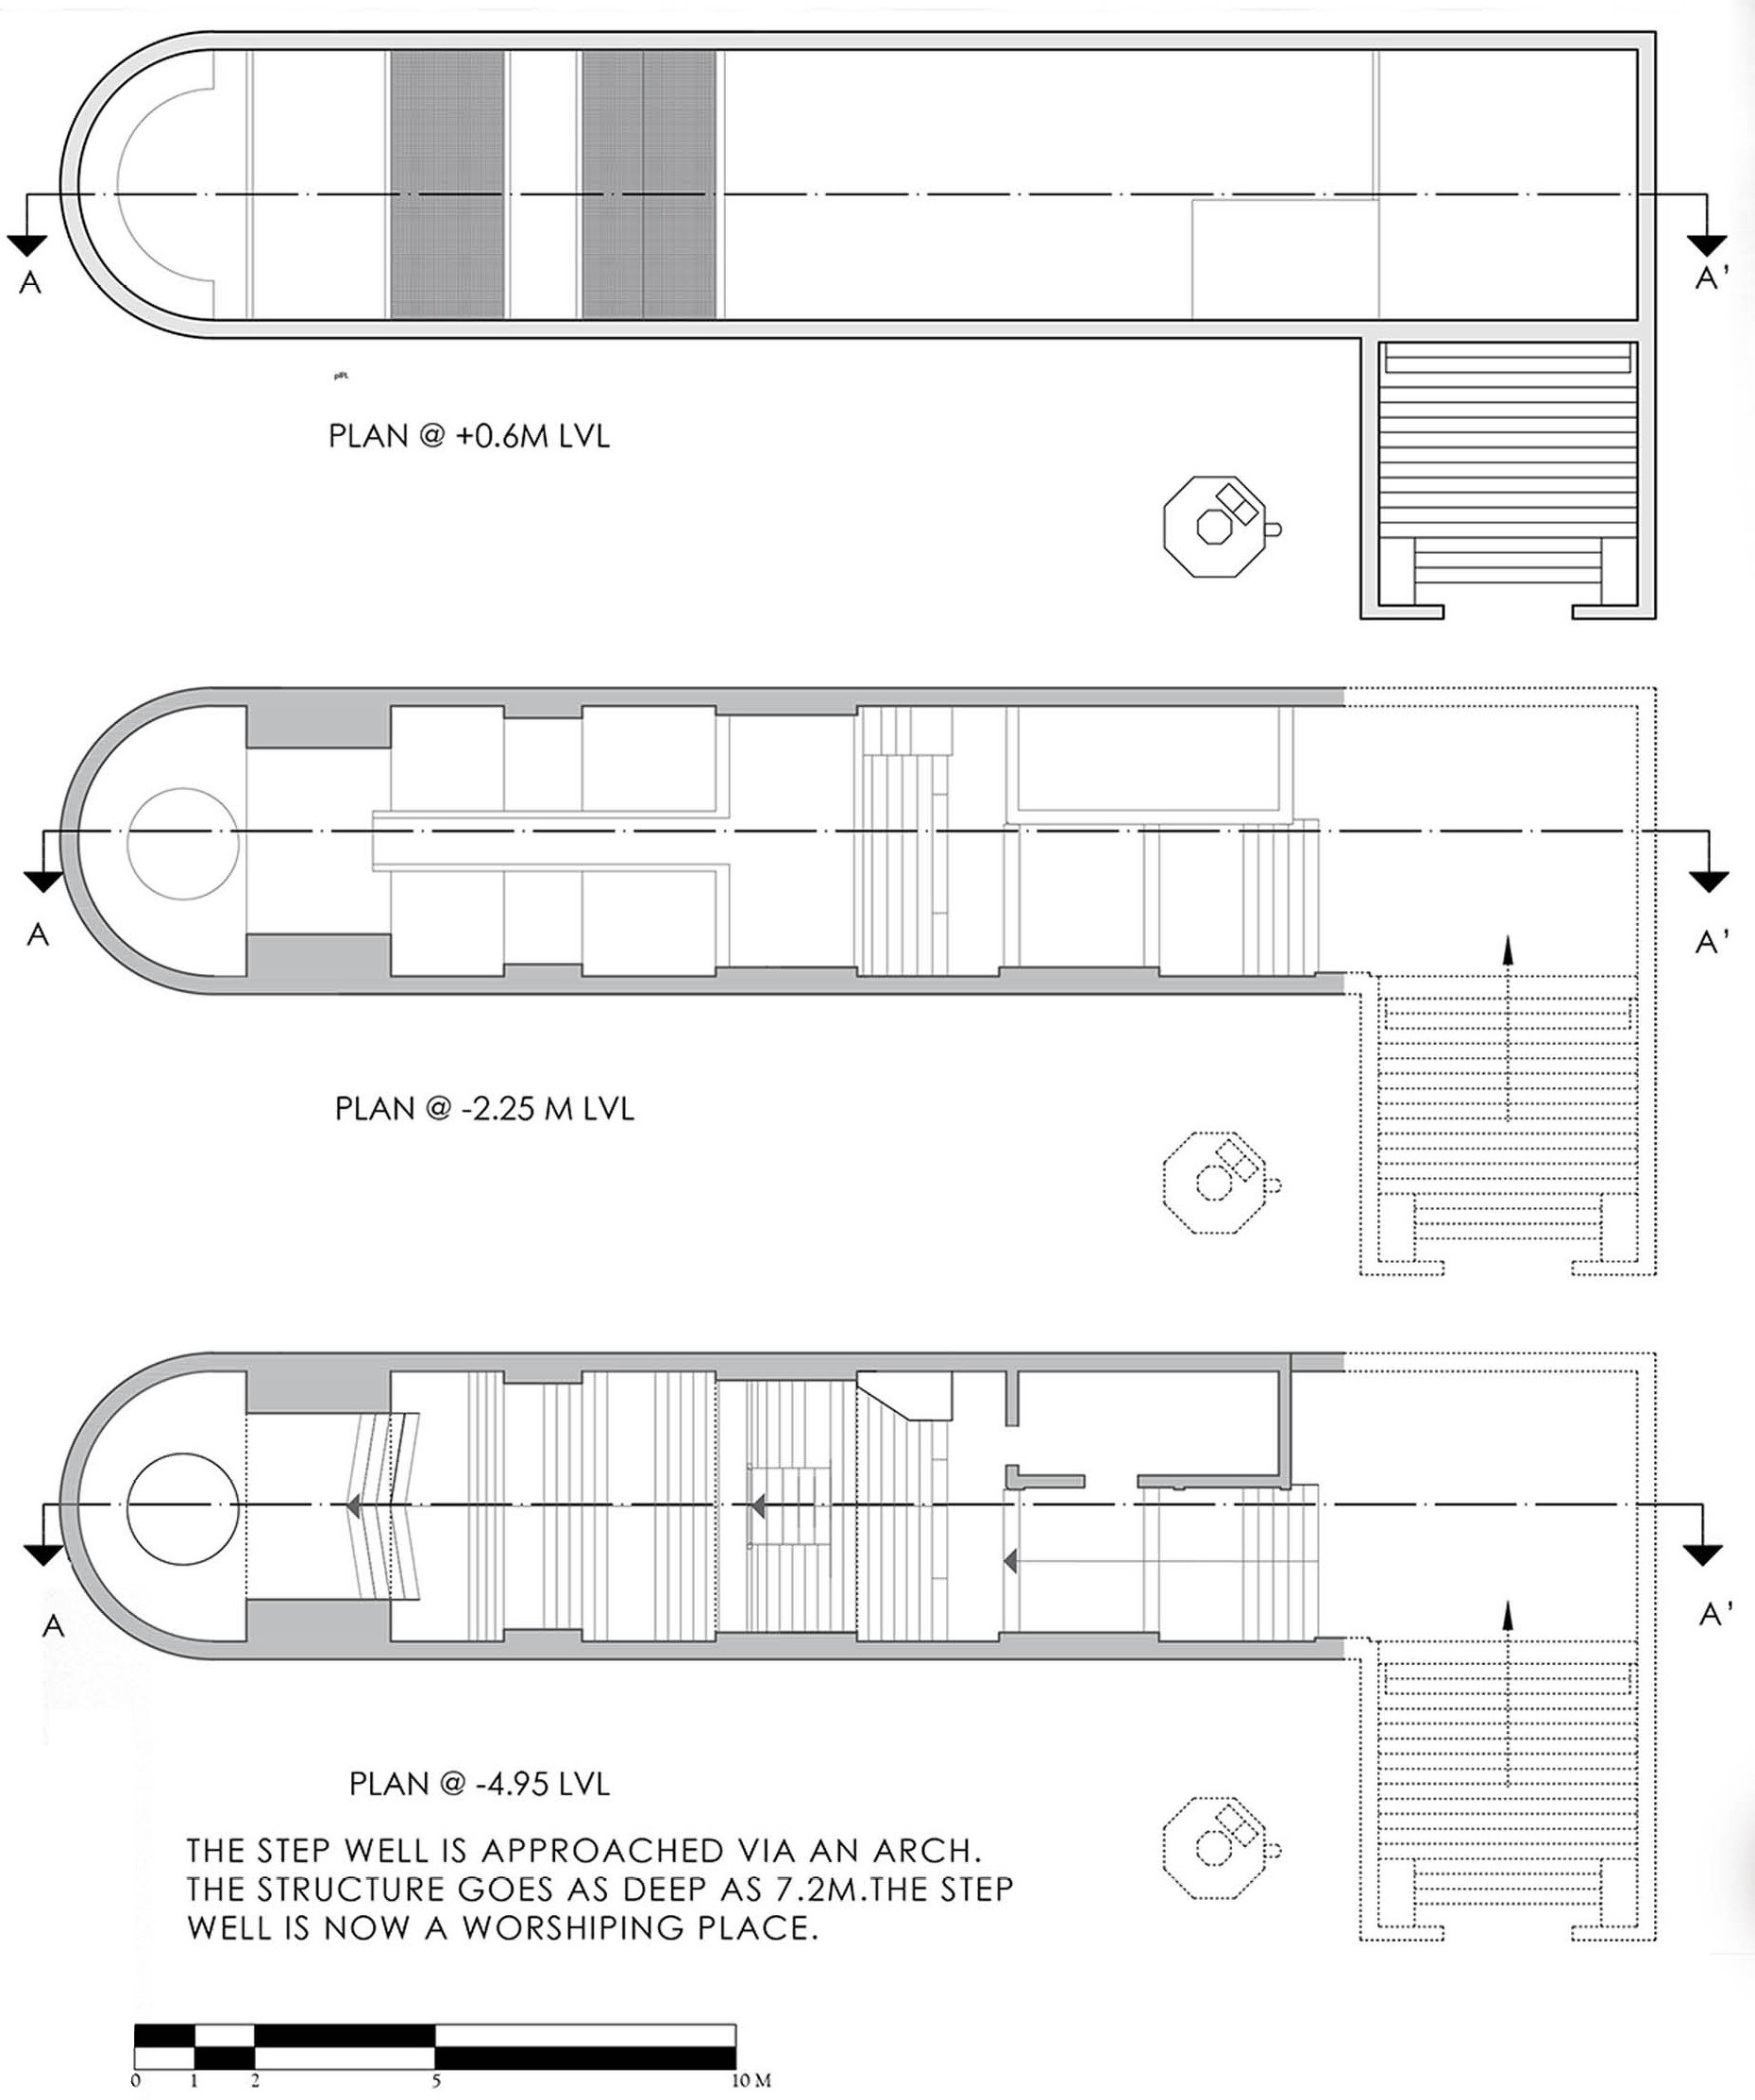 A
A'
PLAN @ +0.6M LVL
A
A'
PLAN @ -2.25 M LVL
A
A'
PLAN @ -4.95 LVL
THE STEP WELL IS APPROACHED VIA AN ARCH.
THE STRUCTURE GOES AS DEEP AS 7.2M.THE STEP
WELL IS NOW A WORSHIPING PLACE.
0 1 2 5 10 M